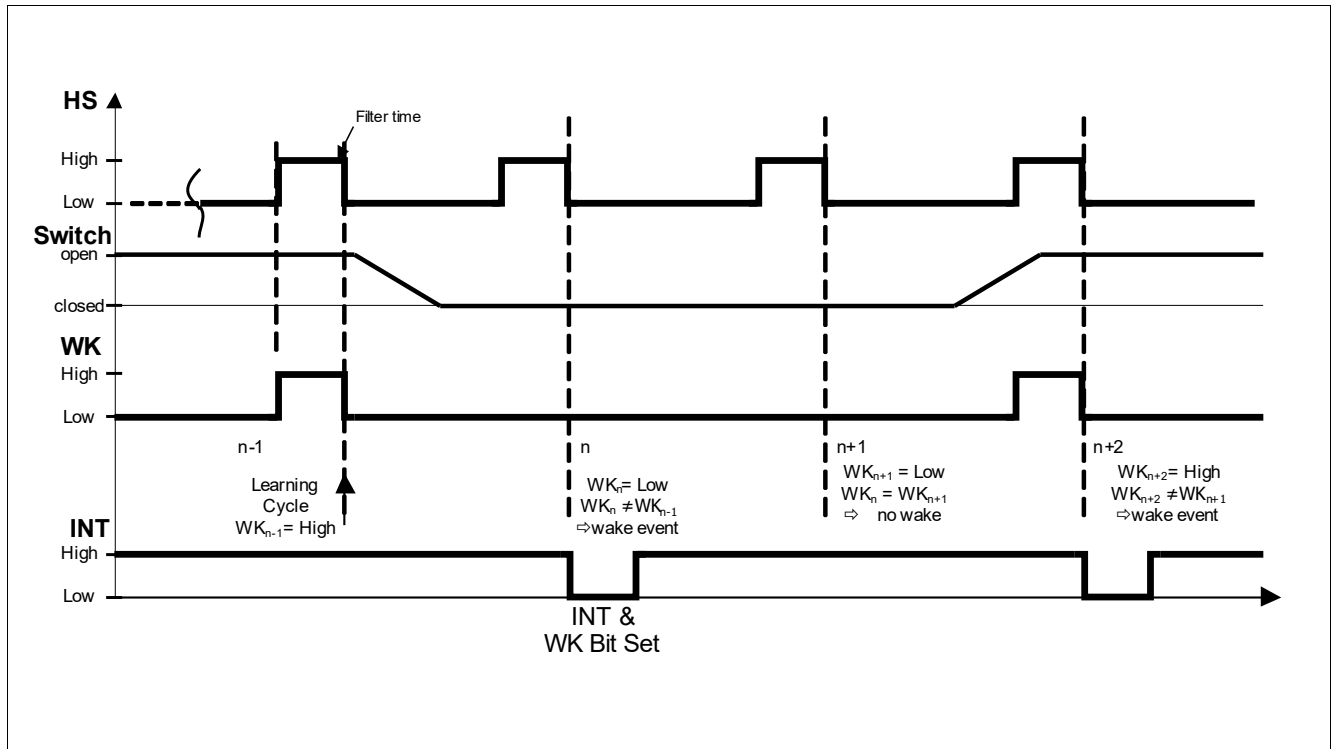 HS
Filter time
High
Low
Switch
open
closed
WK
High
Low
n-1
n
n+1
n+2
Learning
Cycle
WKn-1= High
WKn= Low
WKn ≠WKn-1
⇨wake event
WKn+1 = Low
WKn = WKn+1
⇨ no wake
WKn+2= High
WKn+2 ≠WKn+1
⇨wake event
INT
High
Low
INT &
WK Bit Set